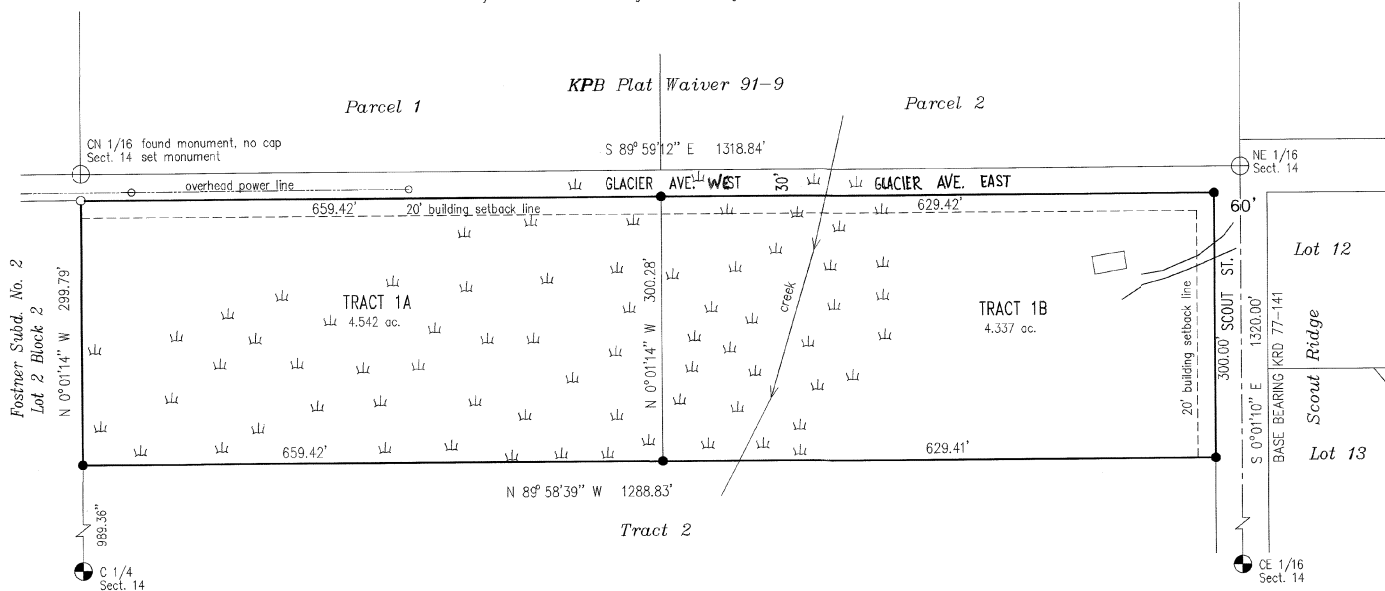 KPB Plat Waiver 91-9
Parcel 1
Parcel 2
CN 1/16 found monument, no cap
Sect. 14 set monument
S 89° 59'12" E 1318.84'
NE 1/16
Sect. 14
overhead power line
GLACIER AVE. WEST
30'
GLACIER AVE. EAST
659.42'
20' building setback line
629.42'
60'
Fostner Subd. No. 2
Lot 2 Block 2
N 0°01'14" W 299.79'
TRACT 1A
4.542 ac.
N 0°01'14" W 300.28'
creek
TRACT 1B
4.337 ac.
20' building setback line
300.00' SCOUT ST.
S 0°01'10" E 1320.00'
BASE BEARING KRD 77-141
Lot 12
Scout Ridge
Lot 13
659.42'
629.41'
N 89° 58'39" W 1288.83'
Tract 2
989.36"
C 1/4
Sect. 14
CE 1/16
Sect. 14